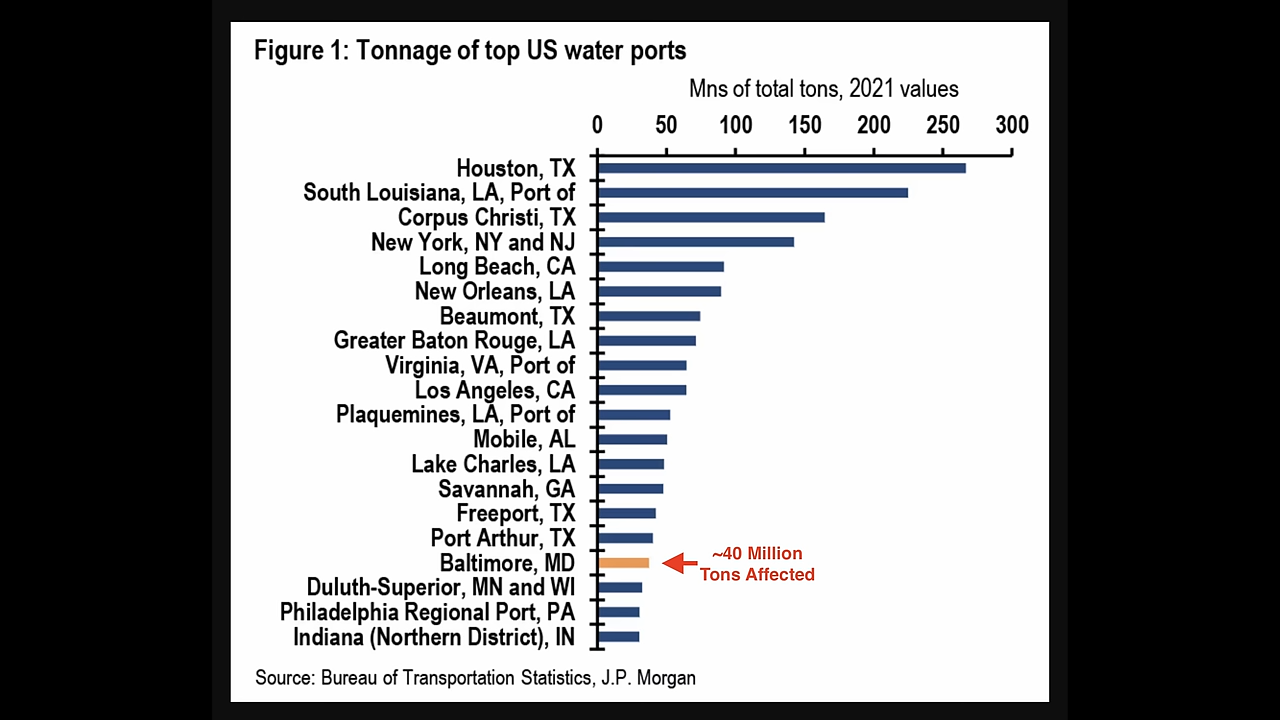 Figure 1: Tonnage of top US water ports
Mns of total tons, 2021 values
0 50 100 150 200 250 300
Houston, TX
South Louisiana, LA, Port of
Corpus Christi, TX
New York, NY and NJ
Long Beach, CA
New Orleans, LA
Beaumont, TX
Greater Baton Rouge, LA
Virginia, VA, Port of
Los Angeles, CA
Plaquemines, LA, Port of
Mobile, AL
Lake Charles, LA
Savannah, GA
Freeport, TX
Port Arthur, TX
Baltimore, MD
~40 Million
Tons Affected
Duluth-Superior, MN and WI
Philadelphia Regional Port, PA
Indiana (Northern District), IN
Source: Bureau of Transportation Statistics, J.P. Morgan